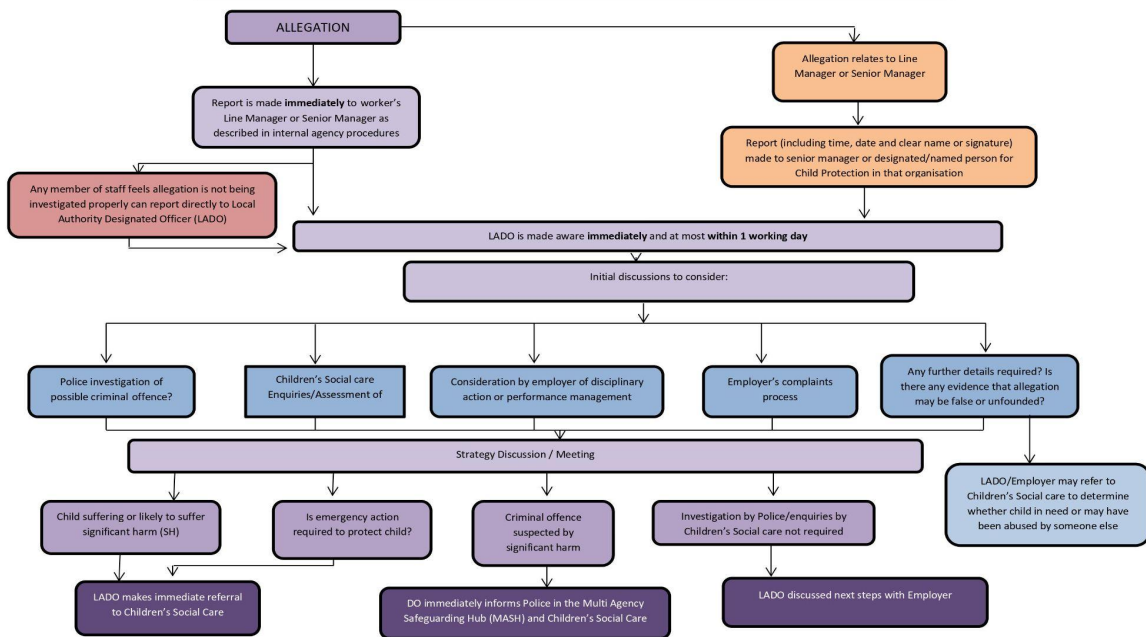 ALLEGATION
Allegation relates to Line
Manager or Senior Manager
Report is made immediately to worker's
Line Manager or Senior Manager as
described in internal agency procedures
Report (including time, date and clear name or signature)
made to senior manager or designated/named person for
Child Protection in that organisation
Any member of staff feels allegation is not being
investigated properly can report directly to Local
Authority Designated Officer (LADO)
LADO is made aware immediately and at most within 1 working day
Initial discussions to consider:
Police investigation of
possible criminal offence?
Children's Social care
Enquiries/Assessment of
Consideration by employer of disciplinary
action or performance management
Employer's complaints
process
Any further details required? Is
there any evidence that allegation
may be false or unfounded?
Strategy Discussion / Meeting
LADO/Employer may refer to
Children's Social care to determine
whether child in need or may have
been abused by someone else
Child suffering or likely to suffer
significant harm (SH)
Is emergency action
required to protect child?
Criminal offence
suspected by
significant harm
Investigation by Police/enquiries by
Children's Social care not required
LADO makes immediate referral
to Children's Social Care
DO immediately informs Police in the Multi Agency
Safeguarding Hub (MASH) and Children's Social Care
LADO discussed next steps with Employer